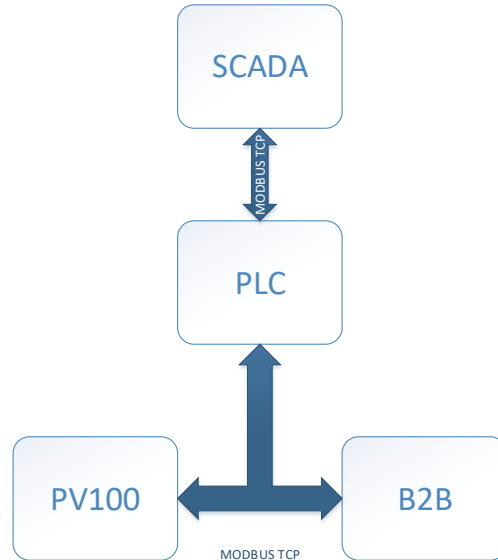 SCADA
MODBUS TCP
PLC
PV100
B2B
MODBUS TCP